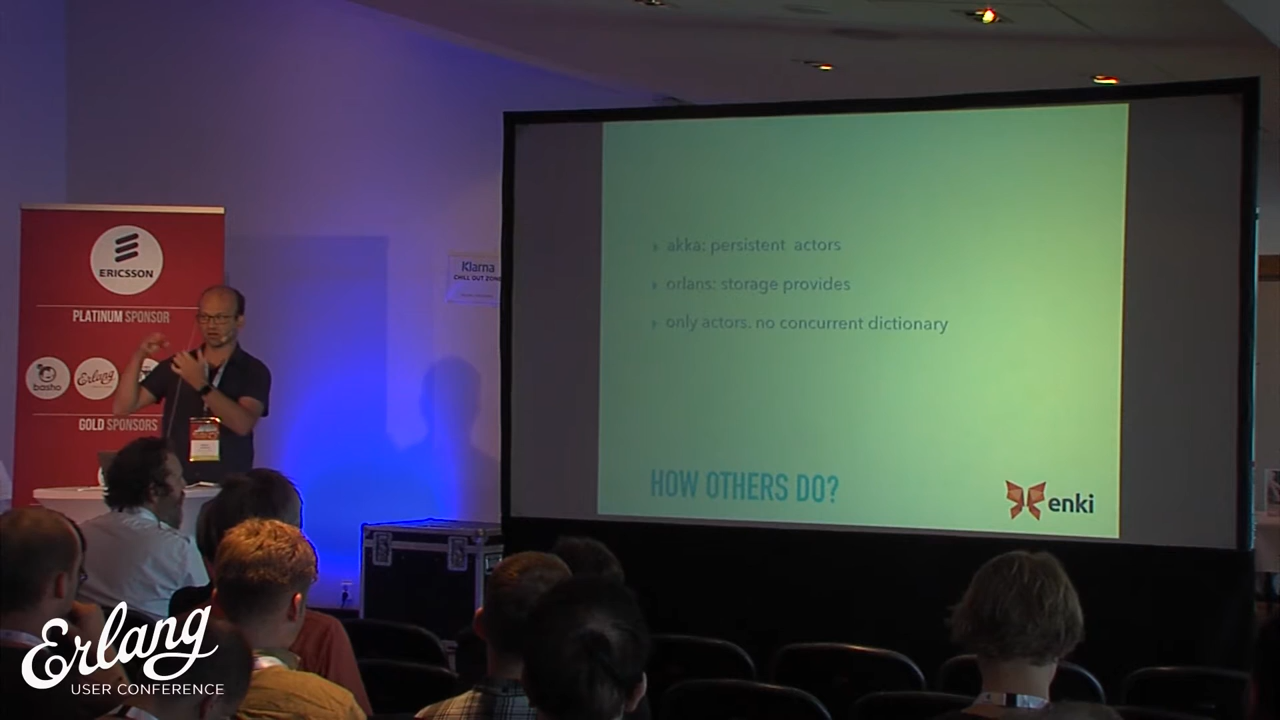 ERICSSON
PLATINUM SPONSOR
basho
Erlang
GOLD SPONSORS
Klarna
CHILL OUT ZONE
akka: persistent actors
orlans: storage provides
only actors. no concurrent dictionary
HOW OTHERS DO?
enki
Erlang
USER CONFERENCE